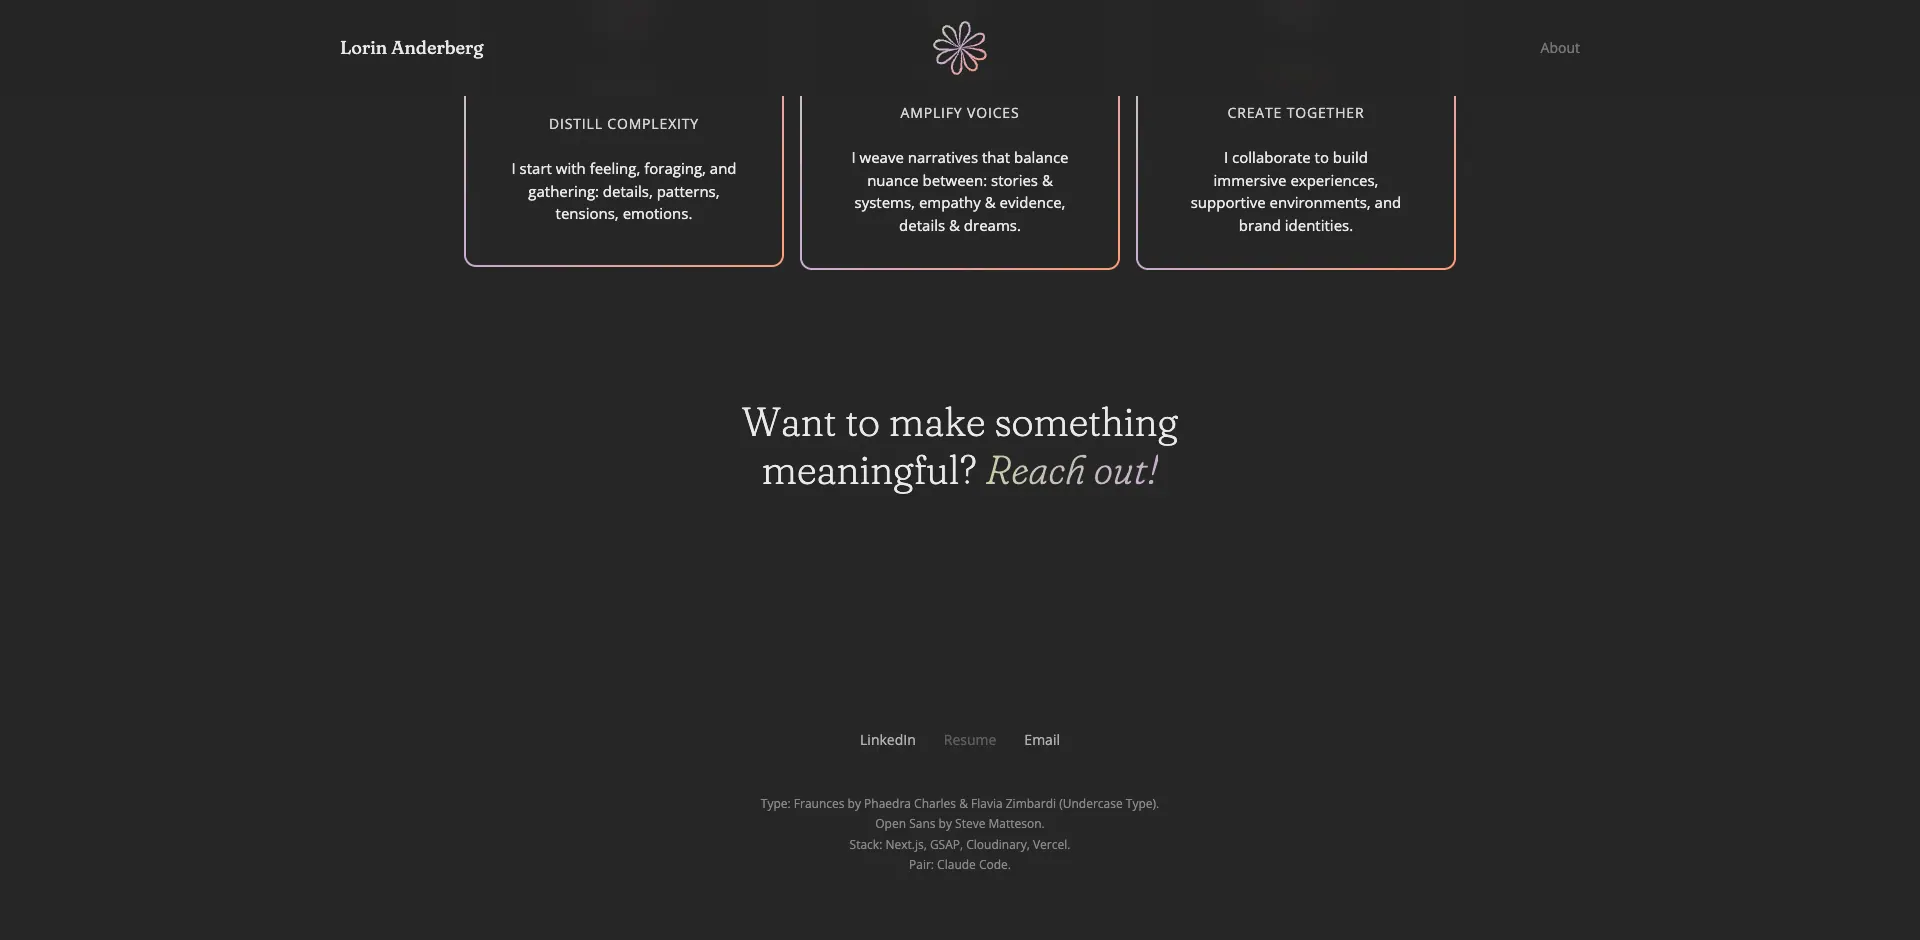 Lorin Anderberg
About
DISTILL COMPLEXITY
I start with feeling, foraging, and
gathering: details, patterns,
tensions, emotions.
AMPLIFY VOICES
I weave narratives that balance
nuance between: stories &
systems, empathy & evidence,
details & dreams.
CREATE TOGETHER
I collaborate to build
immersive experiences,
supportive environments, and
brand identities.
Want to make something
meaningful? Reach out!
LinkedIn
Resume
Email
Type: Fraunces by Phaedra Charles & Flavia Zimbardi (Undercase Type).
Open Sans by Steve Matteson.
Stack: Next.js, GSAP, Cloudinary, Vercel.
Pair: Claude Code.